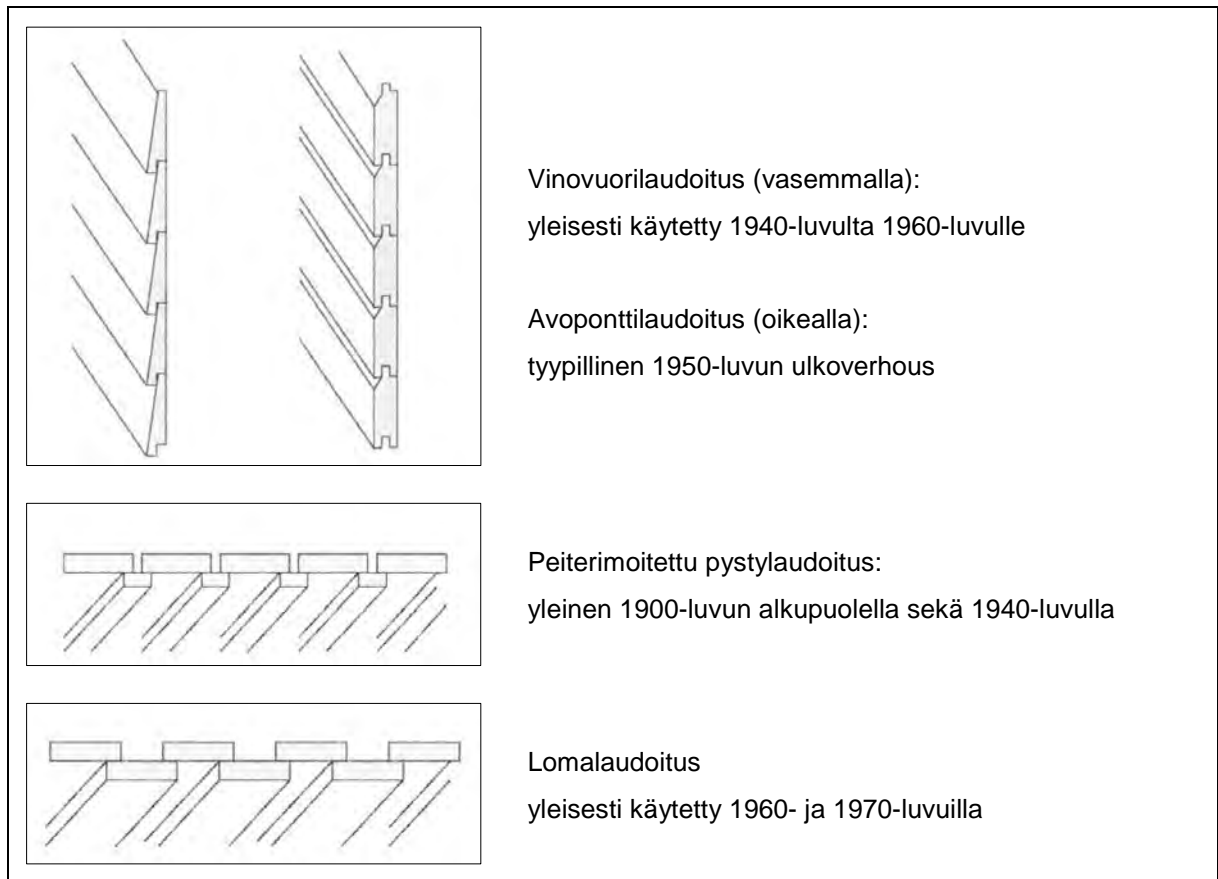 Vinovuorilaudoitus (vasemmalla):
yleisesti käytetty 1940-luvulta 1960-luvulle
Avoponttilaudoitus (oikealla):
tyypillinen 1950-luvun ulkoverhous
Peiterimoitettu pystylaudoitus:
yleinen 1900-luvun alkupuolella sekä 1940-luvulla
Lomalaudoitus
yleisesti käytetty 1960- ja 1970-luvuilla